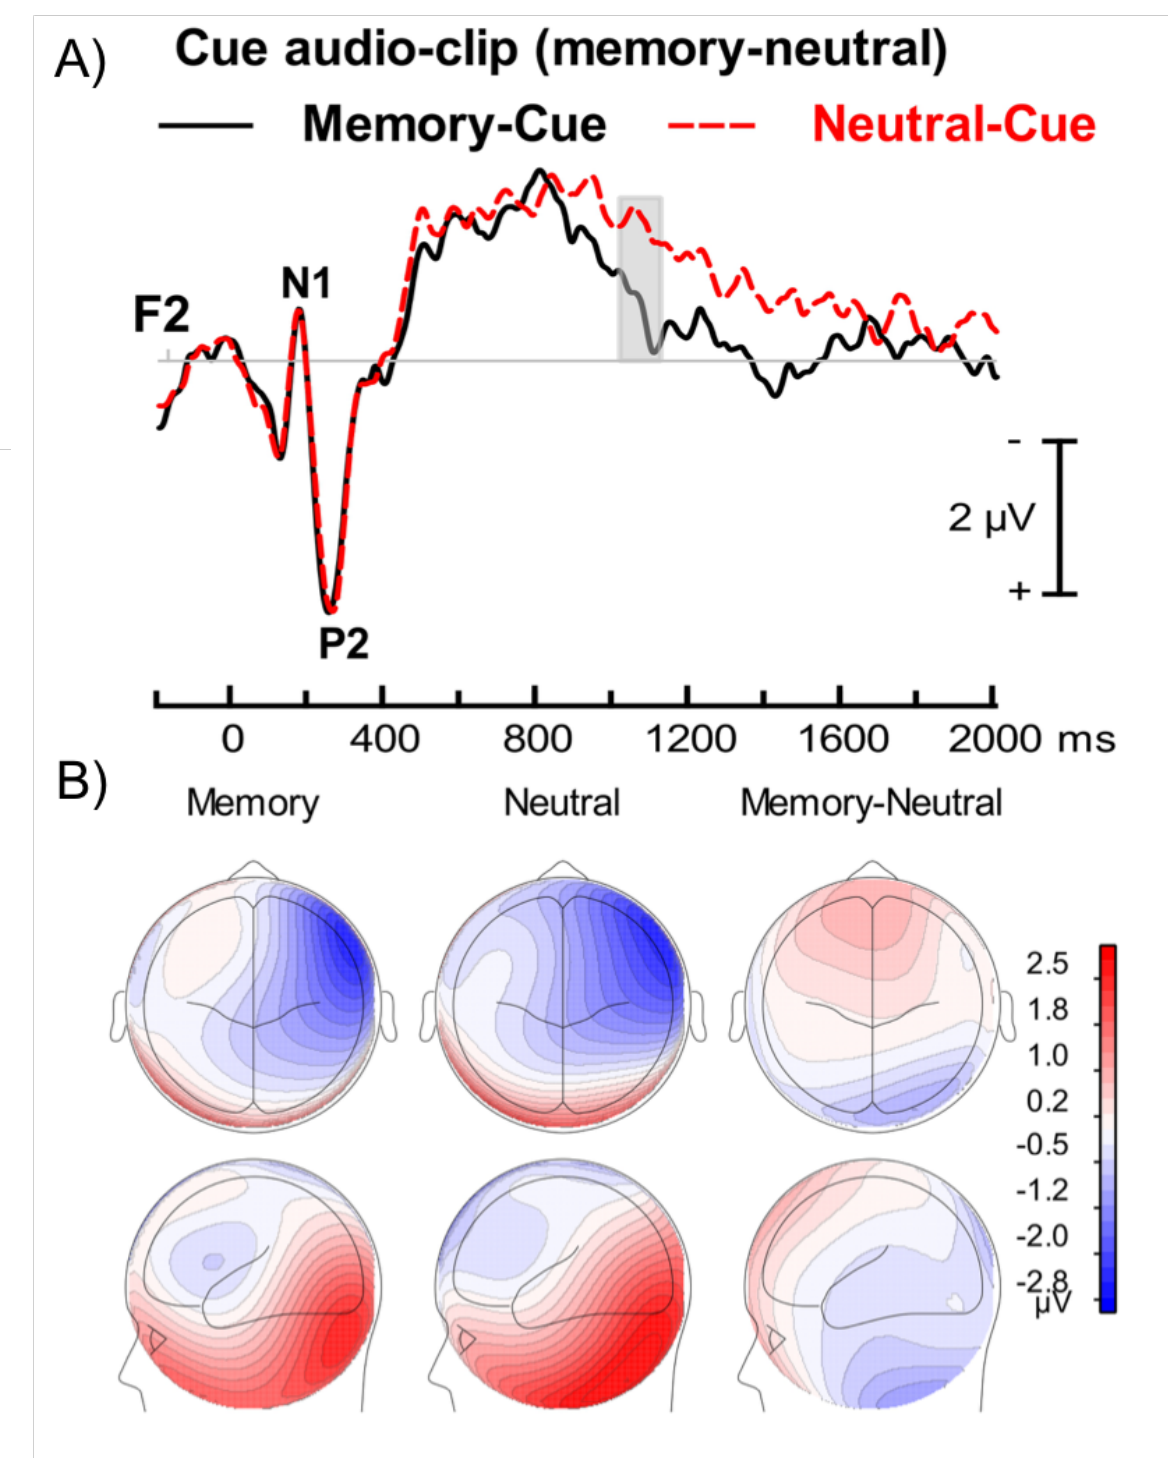 A)
Cue audio-clip (memory-neutral)
Memory-Cue Neutral-Cue
N1
F2
-
2 µV
+
P2
0 400 800 1200 1600 2000 ms
B)
Memory Neutral Memory-Neutral
2.5
1.8
1.0
0.2
-0.5
-1.2
-2.0
-2.8
µV